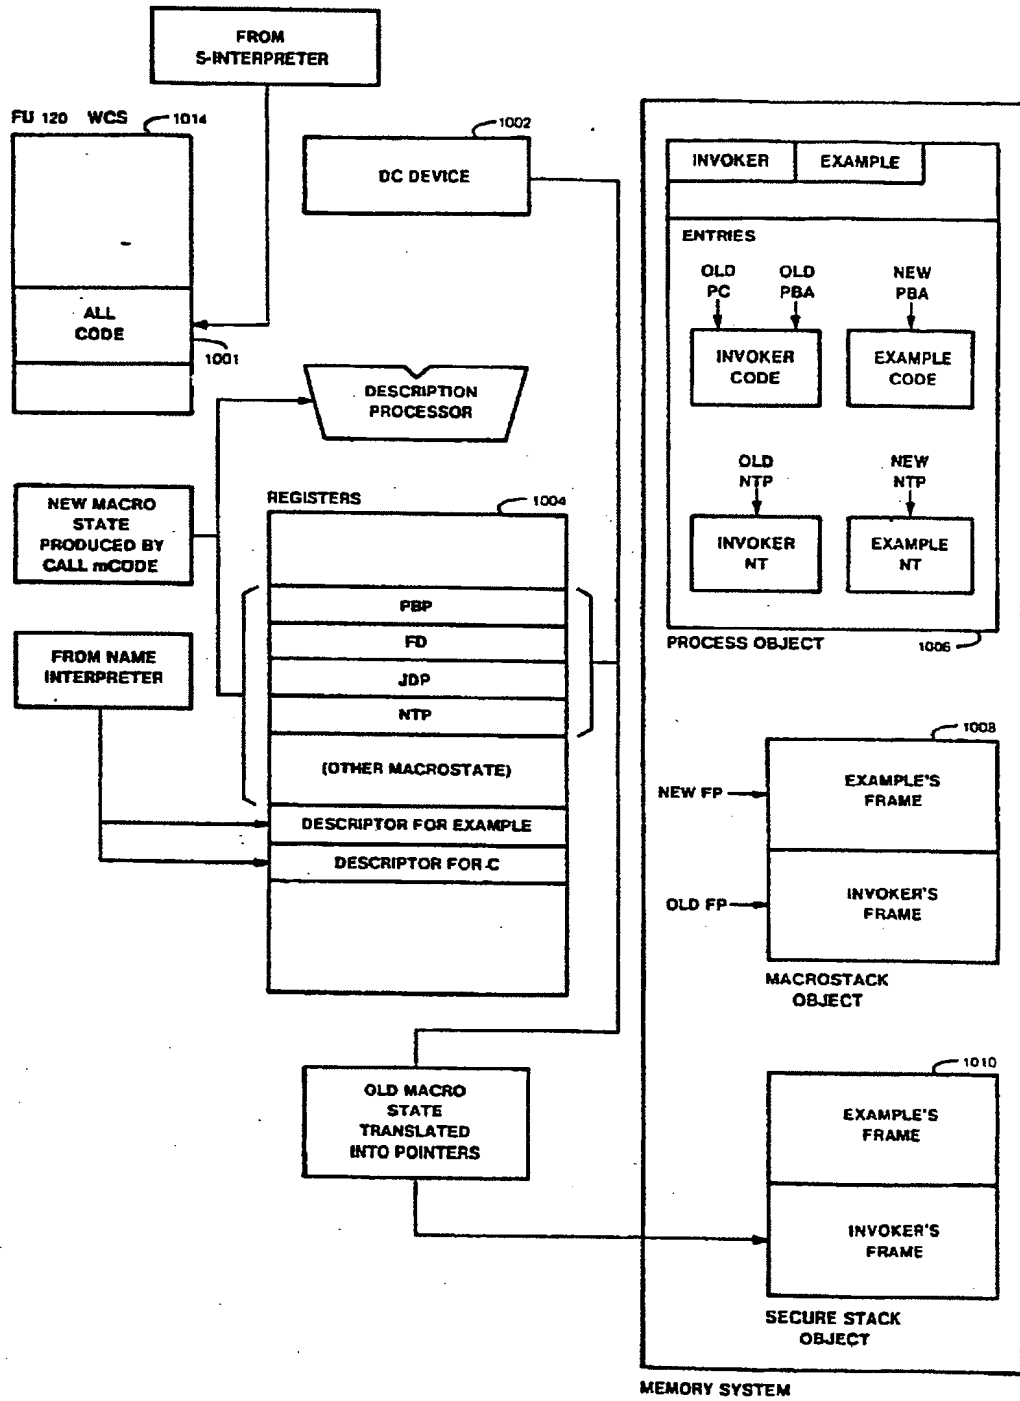 FROM
S-INTERPRETER
FU 120 WCS
1014
1002
DC DEVICE
ALL
CODE
1001
DESCRIPTION
PROCESSOR
NEW MACRO
STATE
PRODUCED BY
CALL mCODE
FROM NAME
INTERPRETER
REGISTERS
1004
PBP
FD
JDP
NTP
(OTHER MACROSTATE)
DESCRIPTOR FOR EXAMPLE
DESCRIPTOR FOR C
OLD MACRO
STATE
TRANSLATED
INTO POINTERS
INVOKER
EXAMPLE
ENTRIES
OLD
PC
OLD
PBA
NEW
PBA
INVOKER
CODE
EXAMPLE
CODE
OLD
NTP
NEW
NTP
INVOKER
NT
EXAMPLE
NT
PROCESS OBJECT
1006
1008
NEW FP
EXAMPLE'S
FRAME
OLD FP
INVOKER'S
FRAME
MACROSTACK
OBJECT
1010
EXAMPLE'S
FRAME
INVOKER'S
FRAME
SECURE STACK
OBJECT
MEMORY SYSTEM